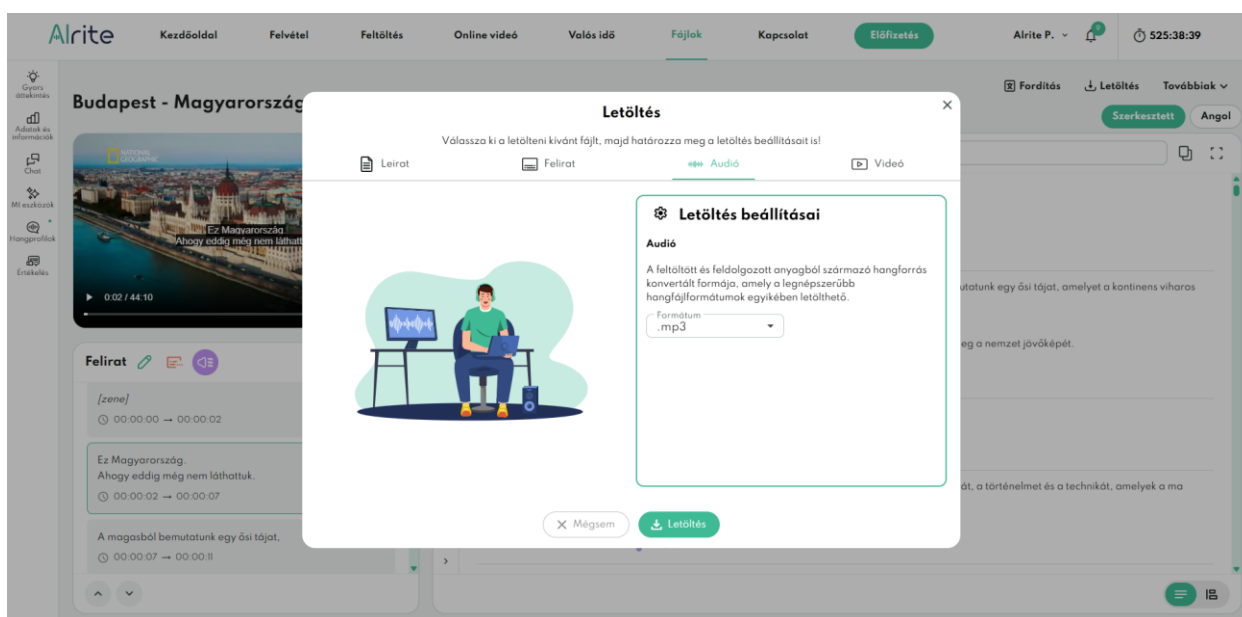 Alrite
Kezdőoldal
Felvétel
Feltöltés
Online videó
Valós idő
Fájlok
Kapcsolat
Előfizetés
Alrite P.
525:38:39
Gyors
áttekintés
Adatok és
információk
Chat
MI eszközök
Hangprofilok
Értékelés
Budapest - Magyarország
Fordítás
Letöltés
Továbbiak
Szerkesztett
Angol
NATIONAL
GEOGRAPHIC
Ez Magyarország.
Ahogy eddig még nem láthatt
0:02 / 44:10
Felirat
[zene]
00:00:00 → 00:00:02
Ez Magyarország.
Ahogy eddig még nem láthattuk.
00:00:02 → 00:00:07
A magasból bemutatunk egy ősi tájat,
00:00:07 → 00:00:11
Letöltés
Válassza ki a letölteni kívánt fájlt, majd határozza meg a letöltés beállításait is!
Leirat
Felirat
Audió
Videó
Letöltés beállításai
Audió
A feltöltött és feldolgozott anyagból származó hangforrás
konvertált formája, amely a legnépszerűbb
hangfájlformátumok egyikében letölthető.
Formátum
.mp3
Mégsem
Letöltés
utatunk egy ősi tájat, amelyet a kontinens viharos
eg a nemzet jövőképét.
át, a történelmet és a technikát, amelyek a ma